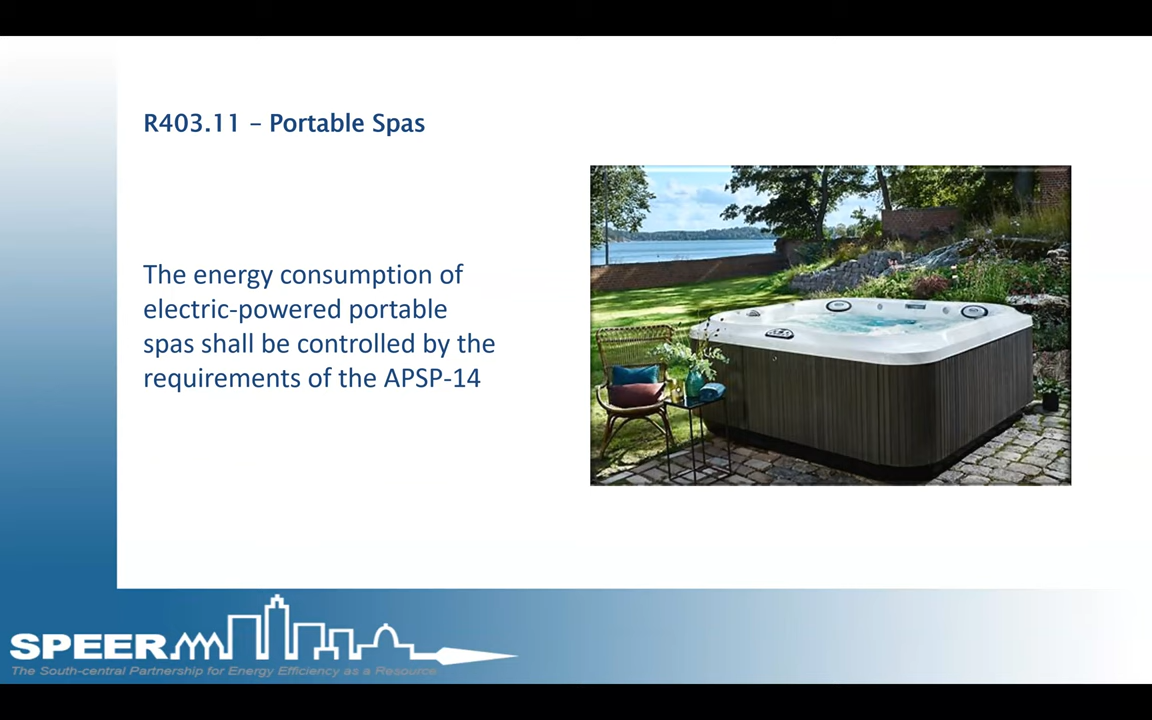 R403.11 – Portable Spas
The energy consumption of
electric-powered portable
spas shall be controlled by the
requirements of the APSP-14
SPEER
The South-central Partnership for Energy Efficiency as a Resource